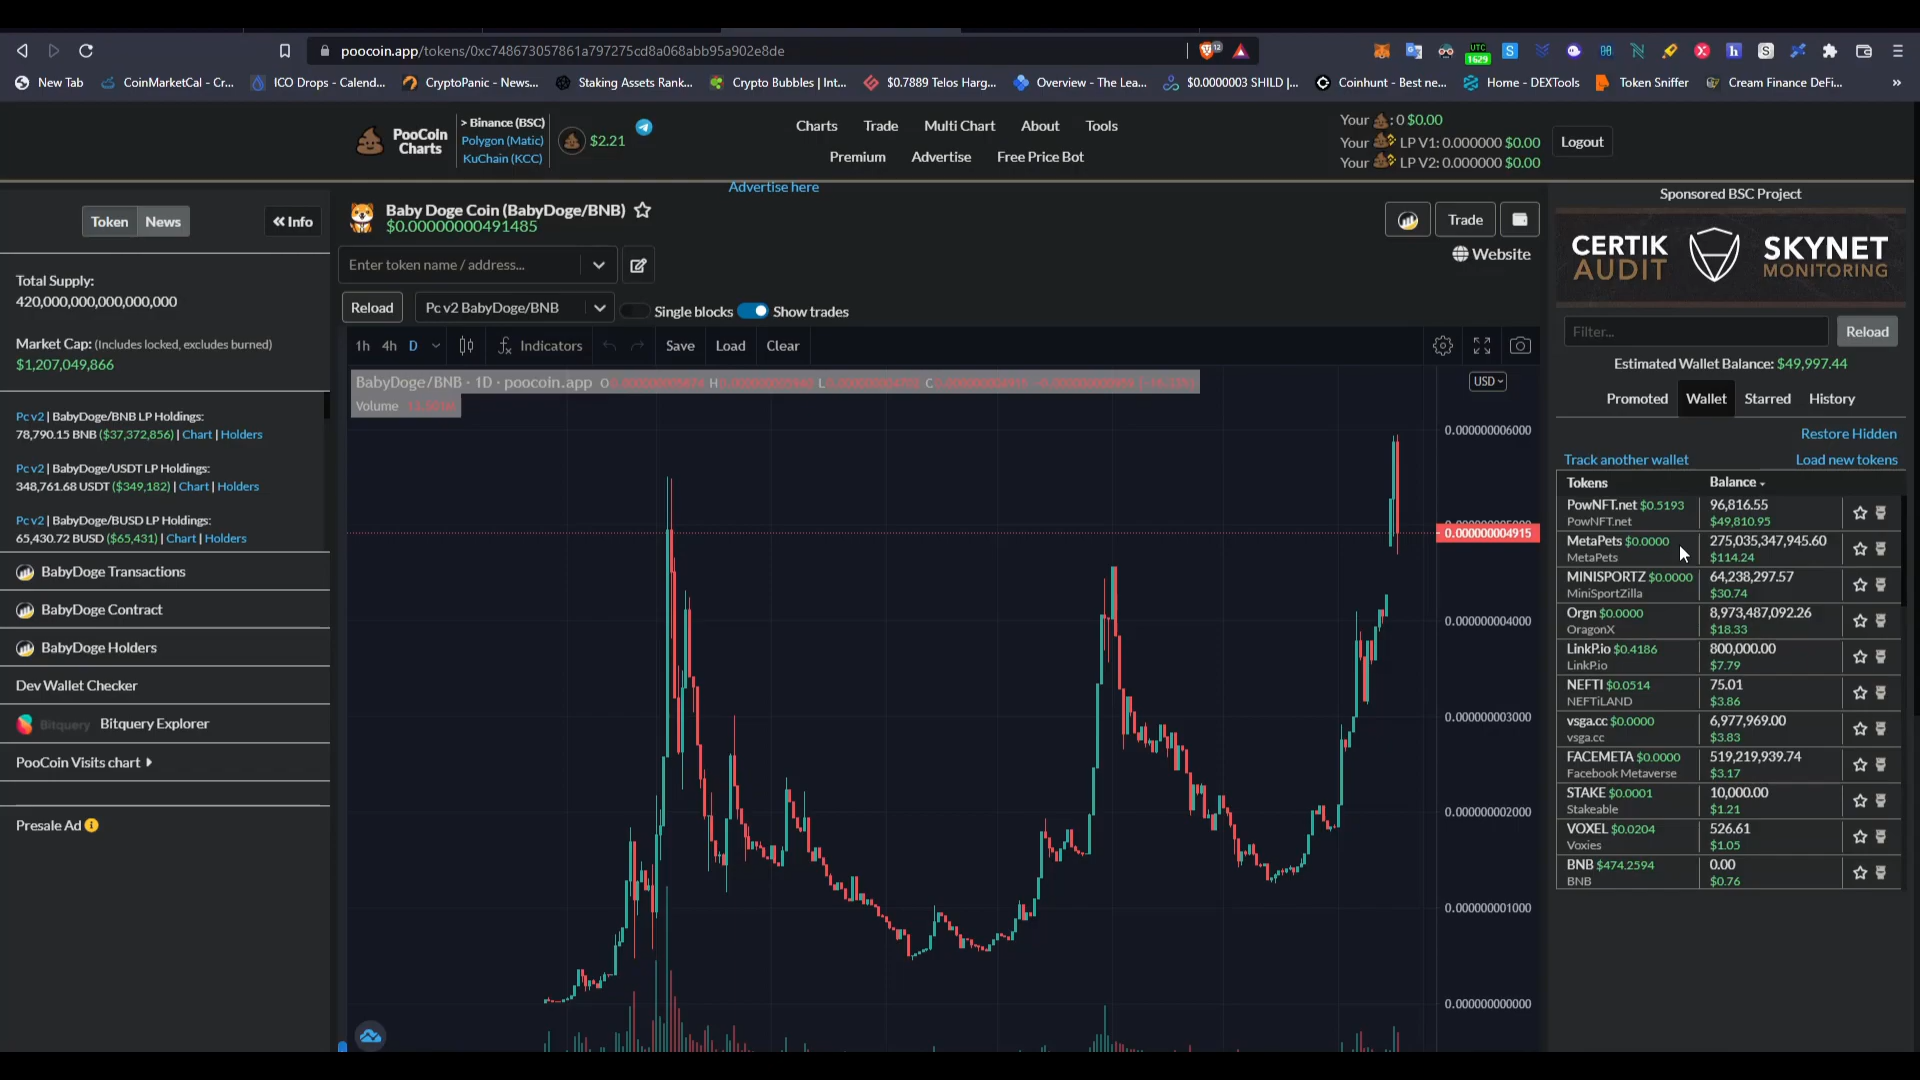 poocoin.app/tokens/0xc748673057861a797275cd8a068abb95a902e8de
12
UTC
1629
New Tab
CoinMarketCal - Cr...
ICO Drops - Calend...
CryptoPanic - News...
Staking Assets Rank...
Crypto Bubbles | Int...
$0.7889 Telos Harg...
Overview - The Lea...
$0.0000003 SHILD |...
Coinhunt - Best ne...
Home - DEXTools
Token Sniffer
Cream Finance DeFi...
PooCoin
Charts
> Binance (BSC)
Polygon (Matic)
KuChain (KCC)
$2.21
Charts
Trade
Multi Chart
About
Tools
Premium
Advertise
Free Price Bot
Your : 0 $0.00
Your LP V1: 0.000000 $0.00
Your LP V2: 0.000000 $0.00
Logout
Advertise here
Token
News
« Info
Total Supply:
420,000,000,000,000,000
Market Cap: (Includes locked, excludes burned)
$1,207,049,866
Pc v2 | BabyDoge/BNB LP Holdings:
78,790.15 BNB ($37,372,856) | Chart | Holders
Pc v2 | BabyDoge/USDT LP Holdings:
348,761.68 USDT ($349,182) | Chart | Holders
Pc v2 | BabyDoge/BUSD LP Holdings:
65,430.72 BUSD ($65,431) | Chart | Holders
BabyDoge Transactions
BabyDoge Contract
BabyDoge Holders
Dev Wallet Checker
Bitquery Bitquery Explorer
PooCoin Visits chart
Presale Ad
Baby Doge Coin (BabyDoge/BNB)
$0.00000000491485
Trade
Website
Enter token name / address...
Reload
Pc v2 BabyDoge/BNB
Single blocks
Show trades
1h
4h
D
Indicators
Save
Load
Clear
BabyDoge/BNB · 1D · poocoin.app
O
H
L
C
Volume
USD
0.000000006000
0.000000004915
0.000000004000
0.000000003000
0.000000002000
0.000000001000
0.000000000000
Sponsored BSC Project
CERTIK
AUDIT
SKYNET
MONITORING
Filter...
Reload
Estimated Wallet Balance: $49,997.44
Promoted
Wallet
Starred
History
Restore Hidden
Track another wallet
Load new tokens
Tokens
Balance
PowNFT.net $0.5193
96,816.55
PowNFT.net
$49,810.95
MetaPets $0.0000
275,035,347,945.60
MetaPets
$114.24
MINISPORTZ $0.0000
64,238,297.57
MiniSportZilla
$30.74
Orgn $0.0000
8,973,487,092.26
OragonX
$18.33
LinkP.io $0.4186
800,000.00
LinkP.io
$7.79
NEFTI $0.0514
75.01
NEFTiLAND
$3.86
vsga.cc $0.0000
6,977,969.00
vsga.cc
$3.83
FACEMETA $0.0000
519,219,939.74
Facebook Metaverse
$3.17
STAKE $0.0001
10,000.00
Stakeable
$1.21
VOXEL $0.0204
526.61
Voxies
$1.05
BNB $474.2594
0.00
BNB
$0.76